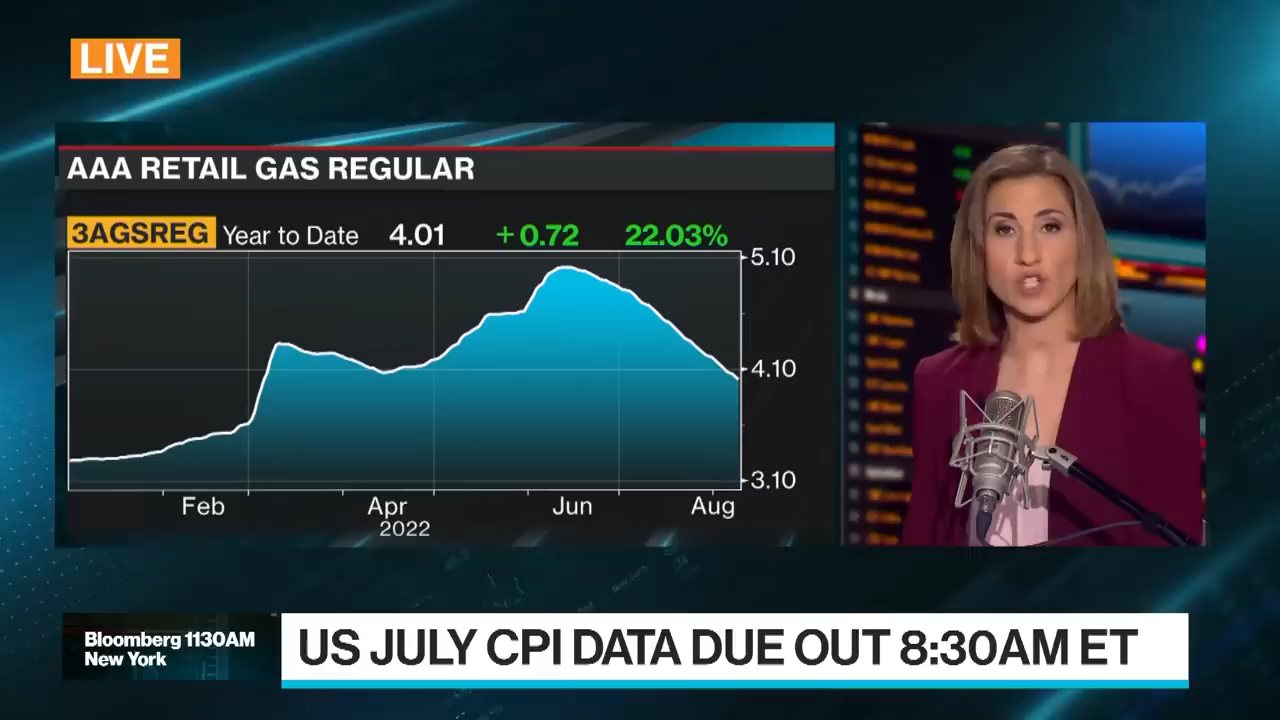 LIVE
AAA RETAIL GAS REGULAR
3AGSREG Year to Date 4.01 +0.72 22.03%
5.10
4.10
3.10
Feb Apr Jun Aug
2022
Bloomberg 1130AM
New York
US JULY CPI DATA DUE OUT 8:30AM ET